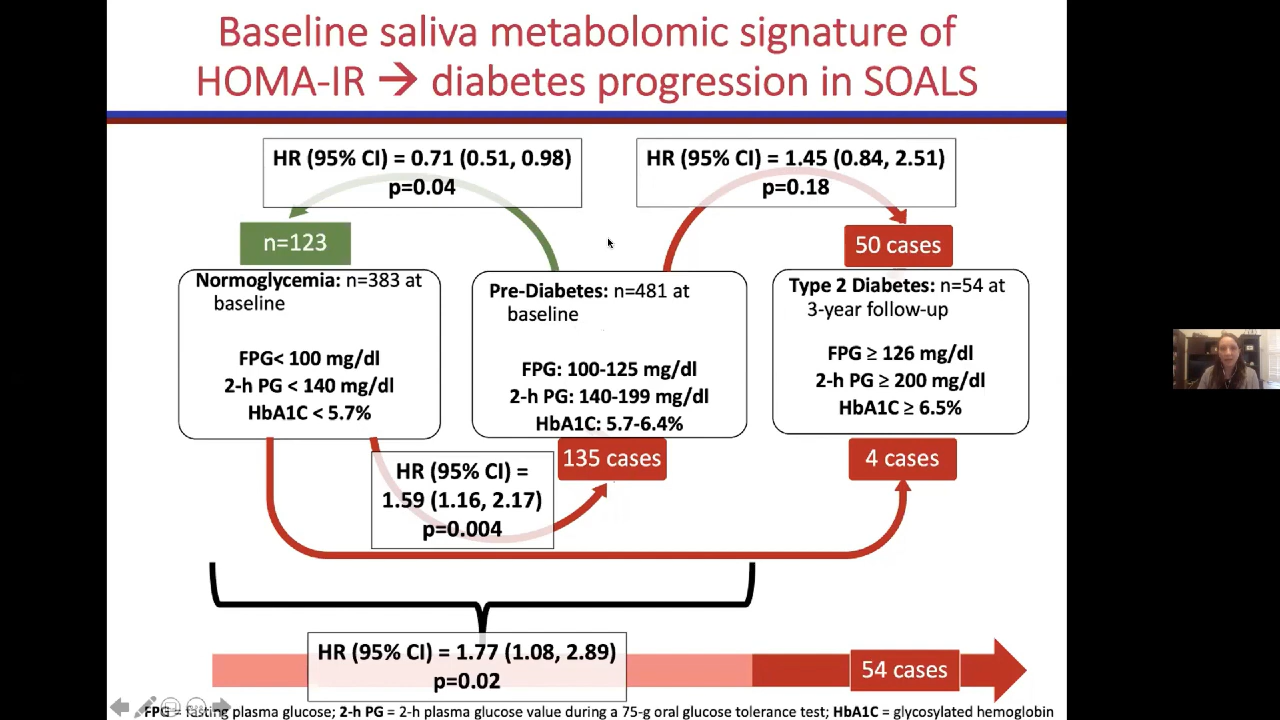 Baseline saliva metabolomic signature of
HOMA-IR → diabetes progression in SOALS
HR (95% CI) = 0.71 (0.51, 0.98)
p=0.04
HR (95% CI) = 1.45 (0.84, 2.51)
p=0.18
n=123
50 cases
Normoglycemia: n=383 at
baseline
FPG< 100 mg/dl
2-h PG < 140 mg/dl
HbA1C < 5.7%
Pre-Diabetes: n=481 at
baseline
FPG: 100-125 mg/dl
2-h PG: 140-199 mg/dl
HbA1C: 5.7-6.4%
Type 2 Diabetes: n=54 at
3-year follow-up
FPG ≥ 126 mg/dl
2-h PG ≥ 200 mg/dl
HbA1C ≥ 6.5%
HR (95% CI) =
1.59 (1.16, 2.17)
p=0.004
135 cases
4 cases
HR (95% CI) = 1.77 (1.08, 2.89)
p=0.02
54 cases
FPG = fasting plasma glucose; 2-h PG = 2-h plasma glucose value during a 75-g oral glucose tolerance test; HbA1C = glycosylated hemoglobin